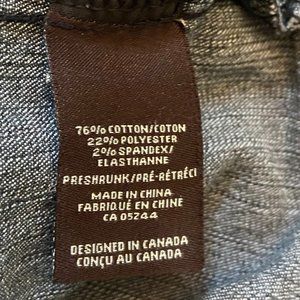 76% COTTON/COTON
22% POLYESTER
2% SPANDEX/
ELASTHANNE
PRESHRUNK/PRÉ-RÉTRÉCI
MADE IN CHINA
FABRIQUÉ EN CHINE
CA 05244
DESIGNED IN CANADA
CONÇU AU CANADA